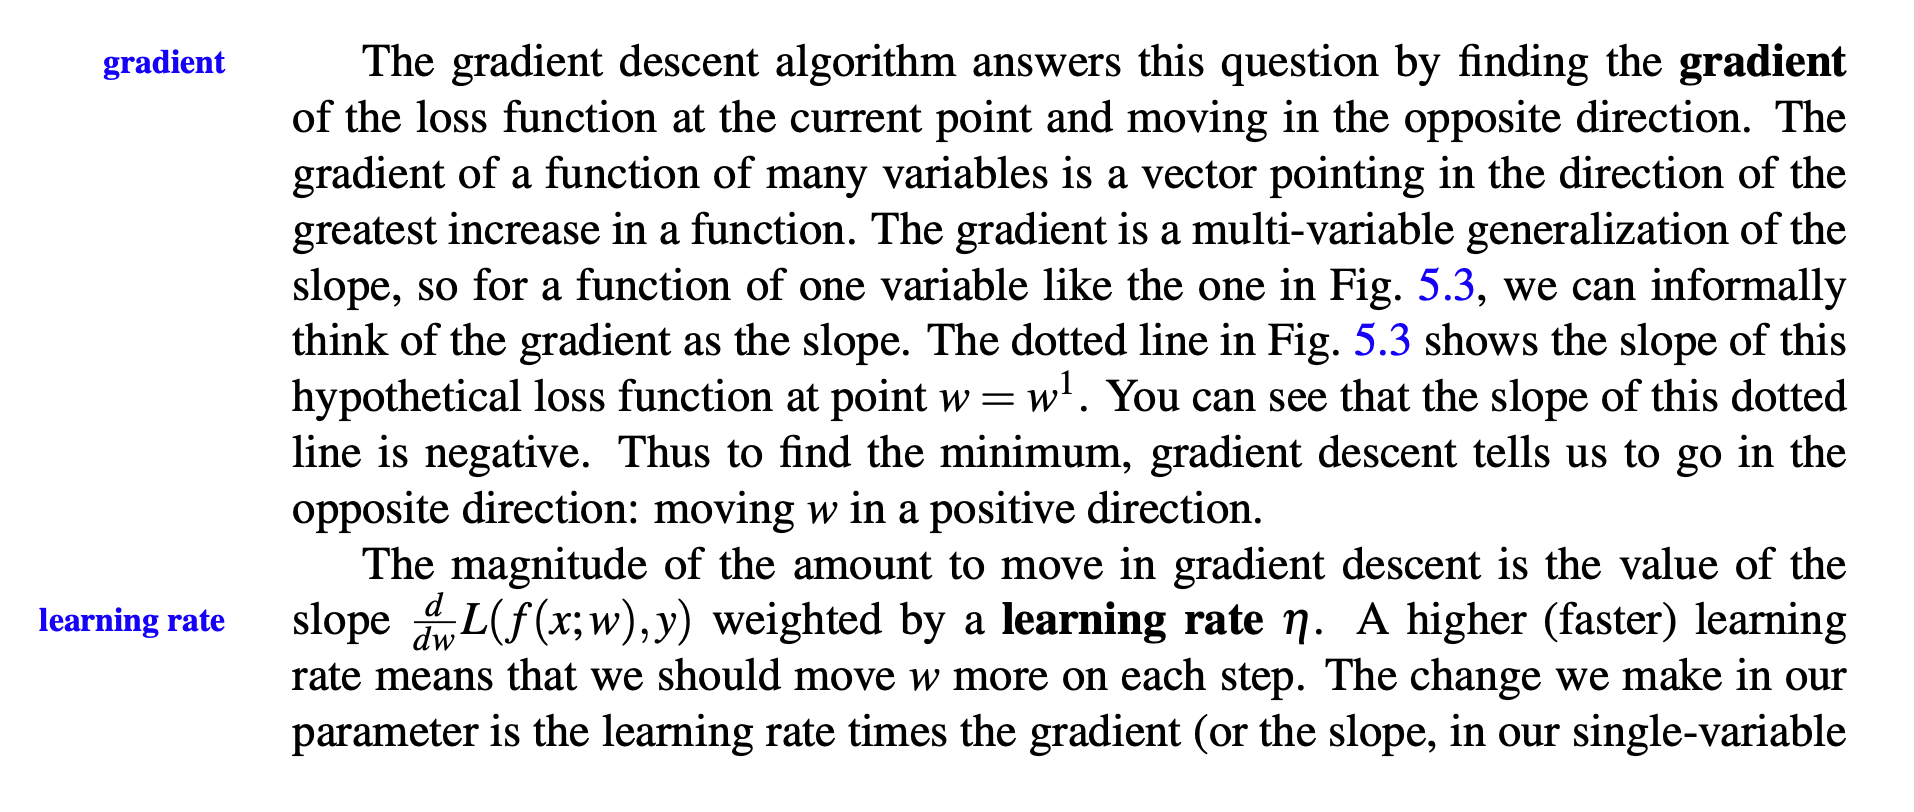 gradient The gradient descent algorithm answers this question by finding the gradient
of the loss function at the current point and moving in the opposite direction. The
gradient of a function of many variables is a vector pointing in the direction of the
greatest increase in a function. The gradient is a multi-variable generalization of the
slope, so for a function of one variable like the one in Fig. 5.3, we can informally
think of the gradient as the slope. The dotted line in Fig. 5.3 shows the slope of this
hypothetical loss function at point w = w¹. You can see that the slope of this dotted
line is negative. Thus to find the minimum, gradient descent tells us to go in the
opposite direction: moving w in a positive direction.
The magnitude of the amount to move in gradient descent is the value of the
learning rate slope d/dw L(f(x;w),y) weighted by a learning rate η. A higher (faster) learning
rate means that we should move w more on each step. The change we make in our
parameter is the learning rate times the gradient (or the slope, in our single-variable